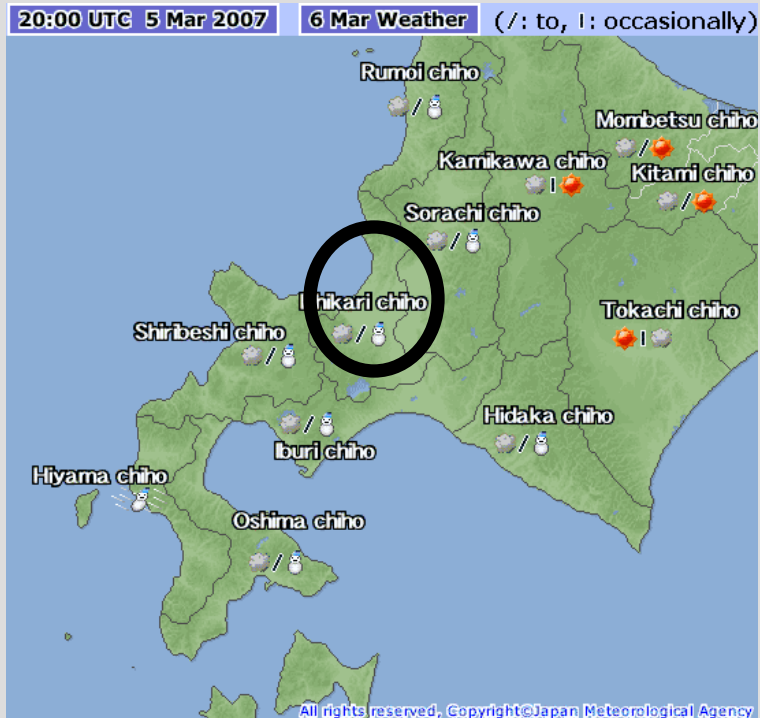 20:00 UTC 5 Mar 2007 6 Mar Weather (/: to, I: occasionally)
Rumoi chiho
/
Mombetsu chiho
/
Kamikawa chiho
I
Kitami chiho
/
Sorachi chiho
/
chiho
/
Tokachi chiho
I
Shiribeshi chiho
/
Hidaka chiho
/
/
Iburi chiho
Hiyama chiho
Oshima chiho
/
All rights reserved, Copyright©Japan Meteorological Agency